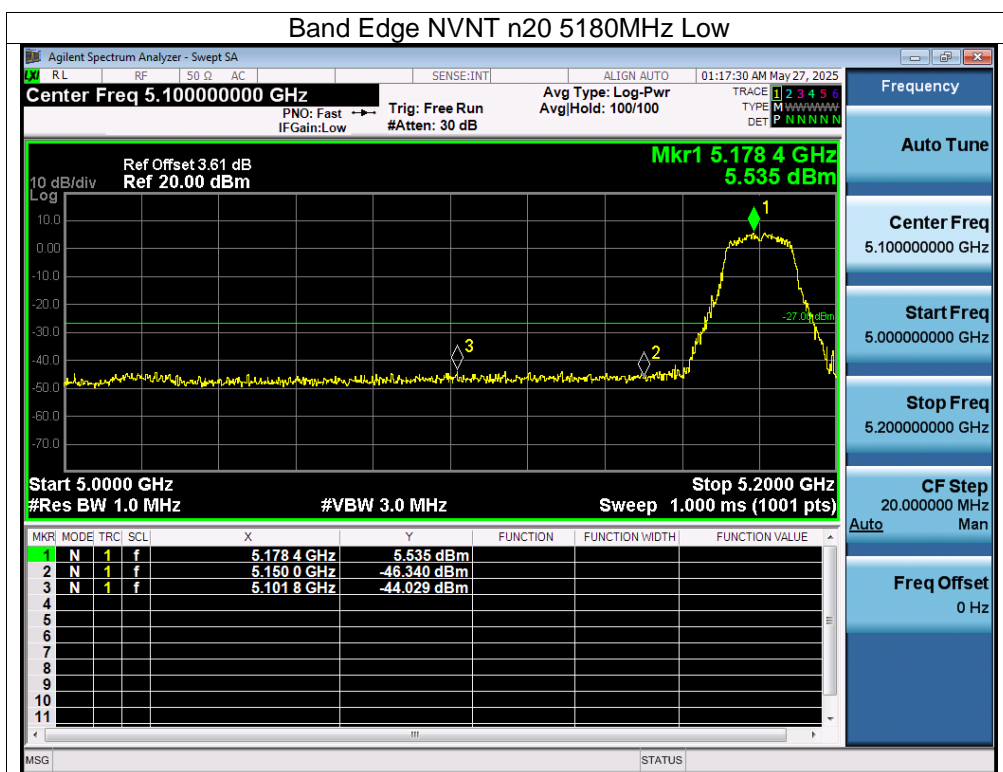 Band Edge NVNT n20 5180MHz Low
Agilent Spectrum Analyzer - Swept SA
LXI RL RF 50 Ω AC SENSE:INT ALIGN AUTO 01:17:30 AM May 27, 2025
Center Freq 5.100000000 GHz
PNO: Fast
IFGain:Low
Trig: Free Run
#Atten: 30 dB
Avg Type: Log-Pwr
Avg|Hold: 100/100
TRACE 1 2 3 4 5 6
TYPE M WWWWW
DET P N N N N N
Mkr1 5.178 4 GHz
5.535 dBm
Ref Offset 3.61 dB
10 dB/div Ref 20.00 dBm
Log
10.0
0.00
-10.0
-20.0
-30.0
-40.0
-50.0
-60.0
-70.0
1
-27.00 dBm
3
2
Start 5.0000 GHz Stop 5.2000 GHz
#Res BW 1.0 MHz #VBW 3.0 MHz Sweep 1.000 ms (1001 pts)
MKR MODE TRC SCL X Y FUNCTION FUNCTION WIDTH FUNCTION VALUE
1 N 1 f 5.178 4 GHz 5.535 dBm
2 N 1 f 5.150 0 GHz -46.340 dBm
3 N 1 f 5.101 8 GHz -44.029 dBm
4
5
6
7
8
9
10
11
MSG STATUS
Frequency
Auto Tune
Center Freq
5.100000000 GHz
Start Freq
5.000000000 GHz
Stop Freq
5.200000000 GHz
CF Step
20.000000 MHz
Auto Man
Freq Offset
0 Hz